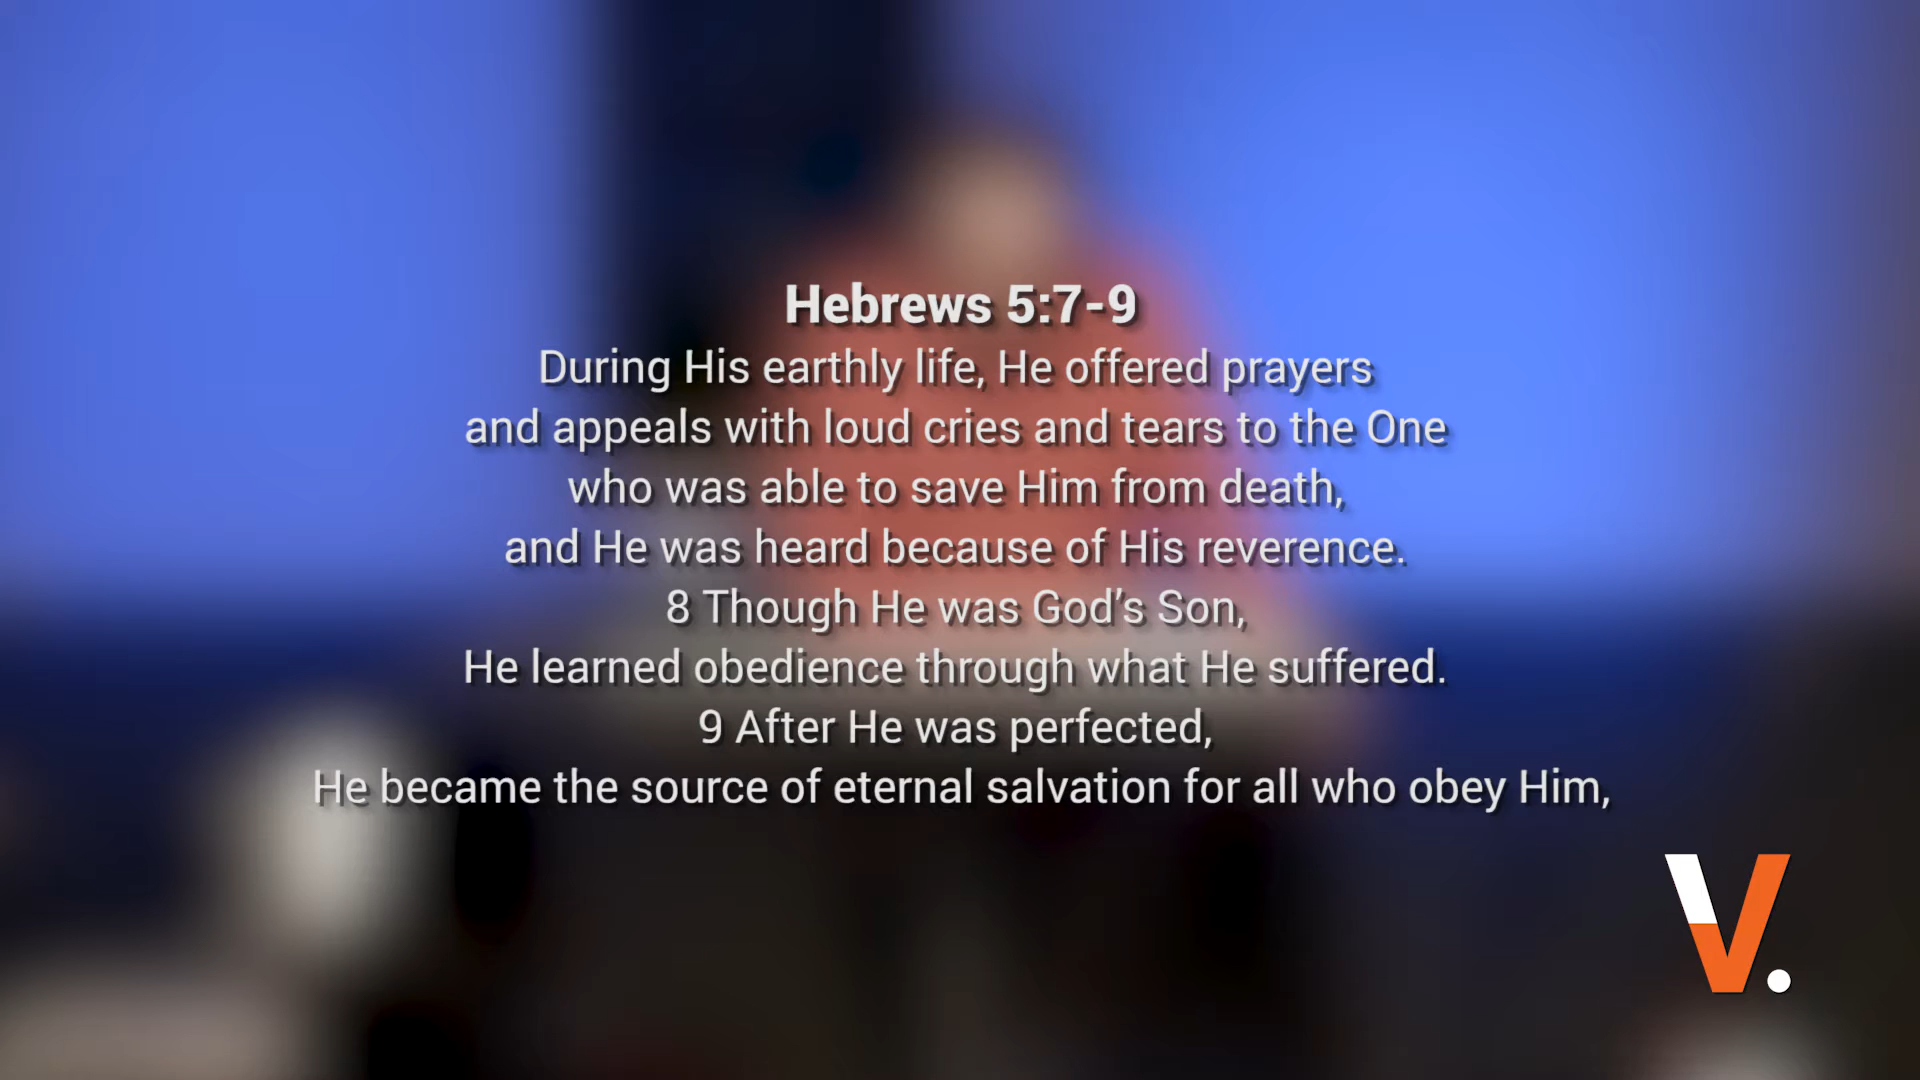 Hebrews 5:7-9
During His earthly life, He offered prayers
and appeals with loud cries and tears to the One
who was able to save Him from death,
and He was heard because of His reverence.
8 Though He was God’s Son,
He learned obedience through what He suffered.
9 After He was perfected,
He became the source of eternal salvation for all who obey Him,
V.